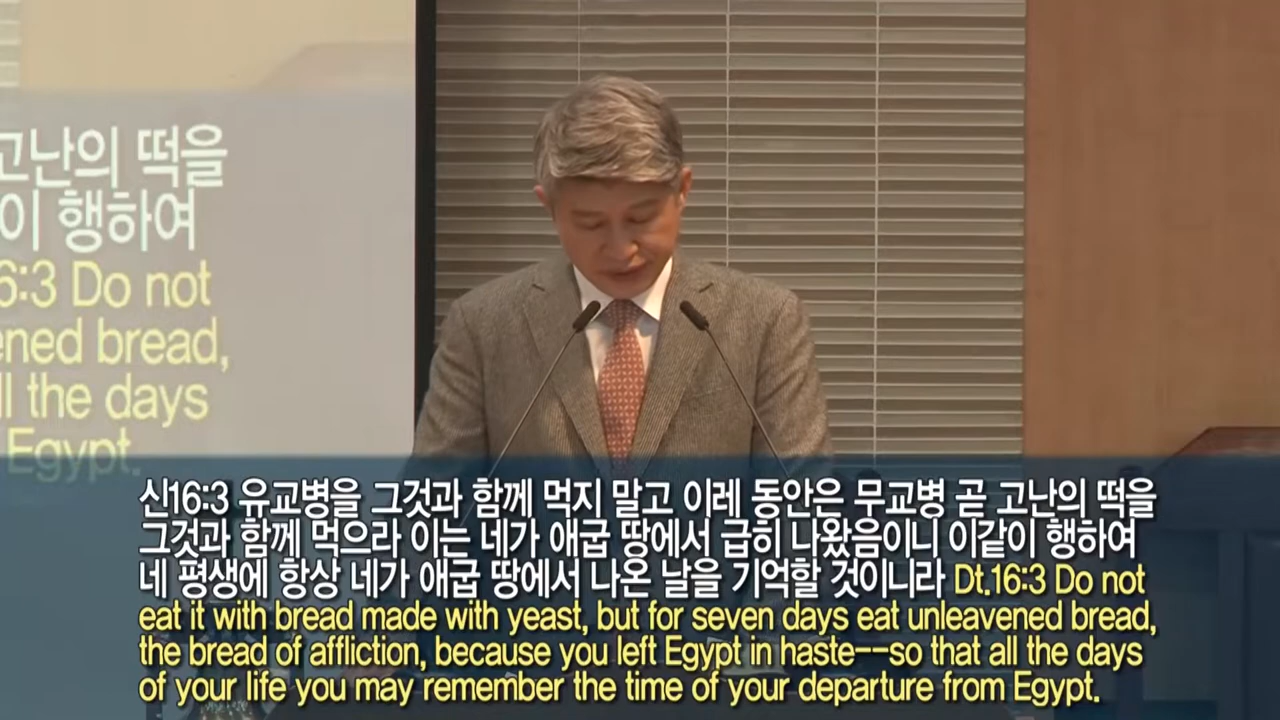 고난의 떡을
이 행하여
6:3 Do not
ened bread,
ll the days
Egypt.
신16:3 유교병을 그것과 함께 먹지 말고 이레 동안은 무교병 곧 고난의 떡을
그것과 함께 먹으라 이는 네가 애굽 땅에서 급히 나왔음이니 이같이 행하여
네 평생에 항상 네가 애굽 땅에서 나온 날을 기억할 것이니라 Dt.16:3 Do not
eat it with bread made with yeast, but for seven days eat unleavened bread,
the bread of affliction, because you left Egypt in haste--so that all the days
of your life you may remember the time of your departure from Egypt.